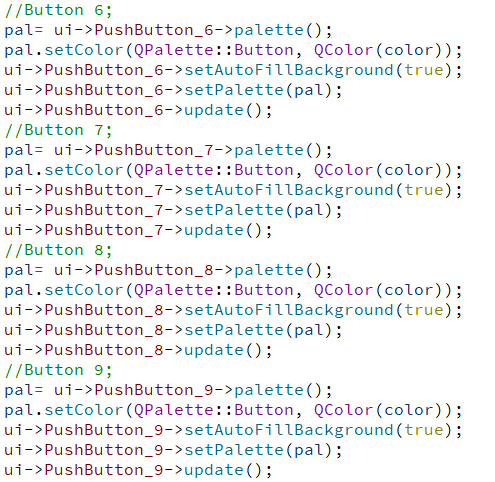 //Button 6;
pal= ui->PushButton_6->palette();
pal.setColor(QPalette::Button, QColor(color));
ui->PushButton_6->setAutoFillBackground(true);
ui->PushButton_6->setPalette(pal);
ui->PushButton_6->update();
//Button 7;
pal= ui->PushButton_7->palette();
pal.setColor(QPalette::Button, QColor(color));
ui->PushButton_7->setAutoFillBackground(true);
ui->PushButton_7->setPalette(pal);
ui->PushButton_7->update();
//Button 8;
pal= ui->PushButton_8->palette();
pal.setColor(QPalette::Button, QColor(color));
ui->PushButton_8->setAutoFillBackground(true);
ui->PushButton_8->setPalette(pal);
ui->PushButton_8->update();
//Button 9;
pal= ui->PushButton_9->palette();
pal.setColor(QPalette::Button, QColor(color));
ui->PushButton_9->setAutoFillBackground(true);
ui->PushButton_9->setPalette(pal);
ui->PushButton_9->update();